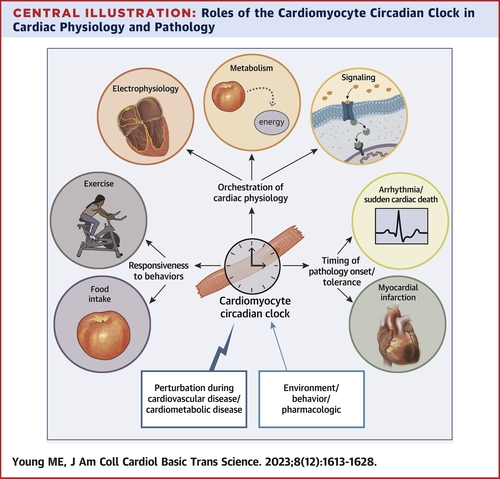 CENTRAL ILLUSTRATION: Roles of the Cardiomyocyte Circadian Clock in
Cardiac Physiology and Pathology
Metabolism
energy
Electrophysiology
Signaling
Orchestration of
cardiac physiology
Exercise
Arrhythmia/
sudden cardiac death
Responsiveness
to behaviors
Timing of
pathology onset/
tolerance
Food
intake
Myocardial
infarction
Cardiomyocyte
circadian clock
Perturbation during
cardiovascular disease/
cardiometabolic disease
Environment/
behavior/
pharmacologic
Young ME, J Am Coll Cardiol Basic Trans Science. 2023;8(12):1613-1628.